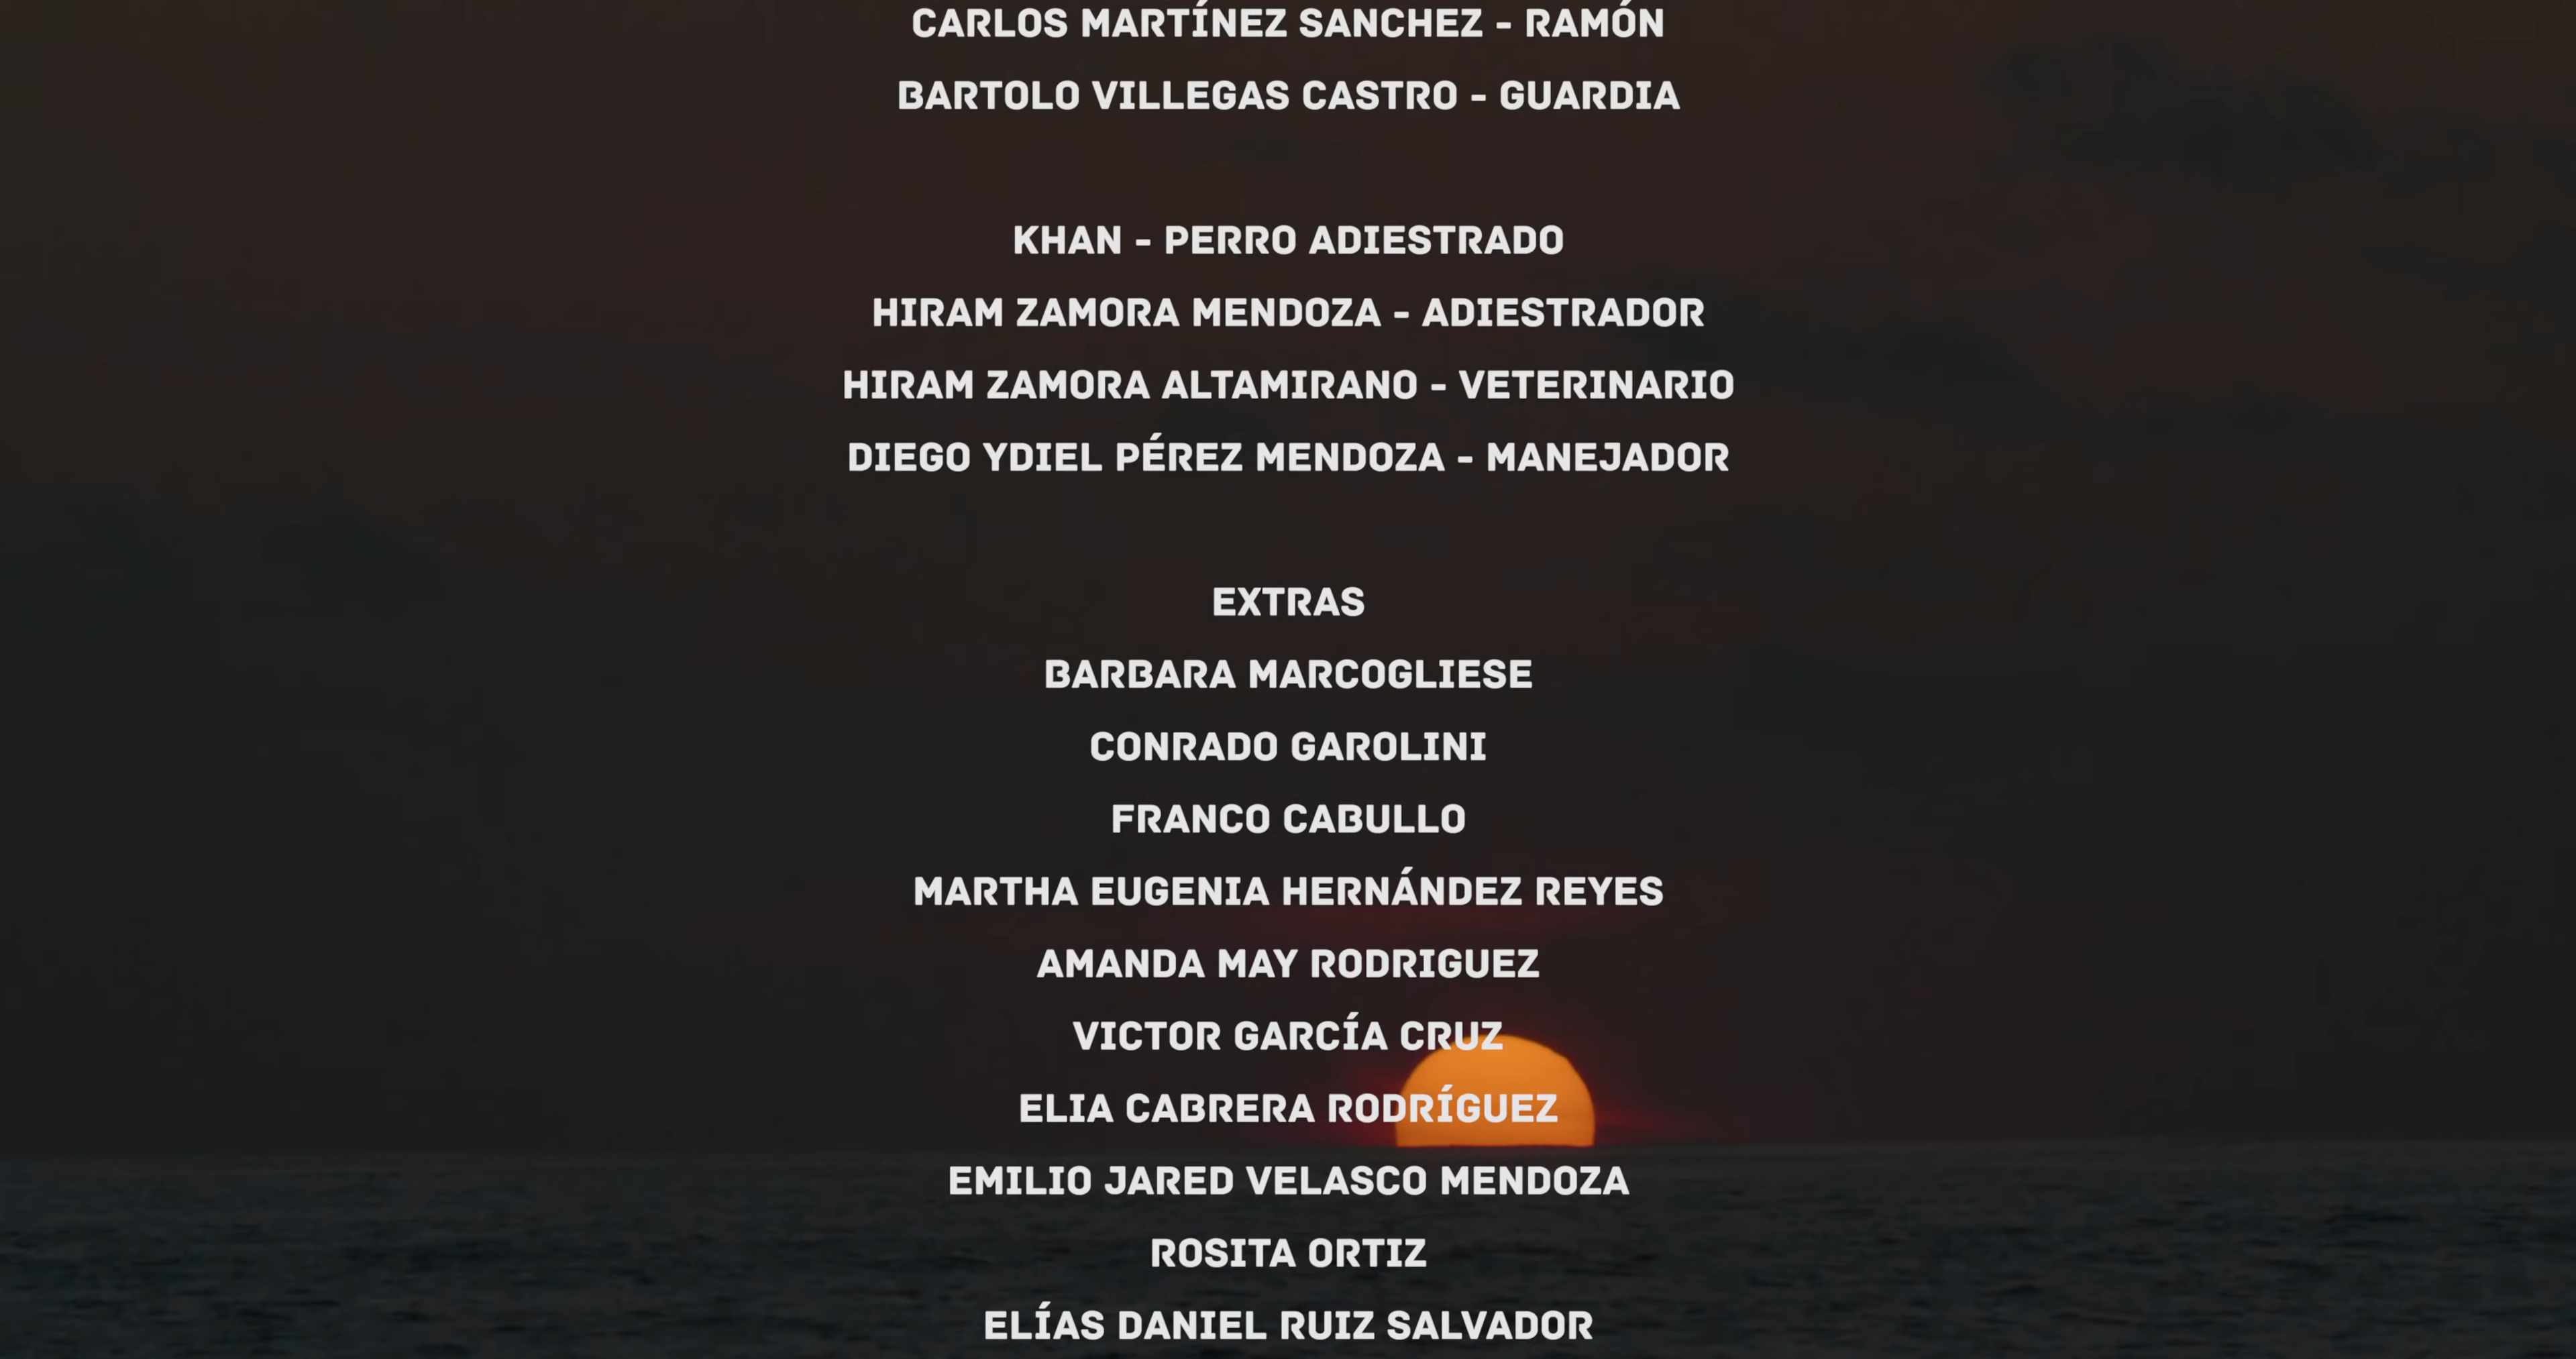 CARLOS MARTÍNEZ SANCHEZ - RAMÓN
BARTOLO VILLEGAS CASTRO - GUARDIA
KHAN - PERRO ADIESTRADO
HIRAM ZAMORA MENDOZA - ADIESTRADOR
HIRAM ZAMORA ALTAMIRANO - VETERINARIO
DIEGO YDIEL PÉREZ MENDOZA - MANEJADOR
EXTRAS
BARBARA MARCOGLIESE
CONRADO GAROLINI
FRANCO CABULLO
MARTHA EUGENIA HERNÁNDEZ REYES
AMANDA MAY RODRIGUEZ
VICTOR GARCÍA CRUZ
ELIA CABRERA RODRÍGUEZ
EMILIO JARED VELASCO MENDOZA
ROSITA ORTIZ
ELÍAS DANIEL RUIZ SALVADOR